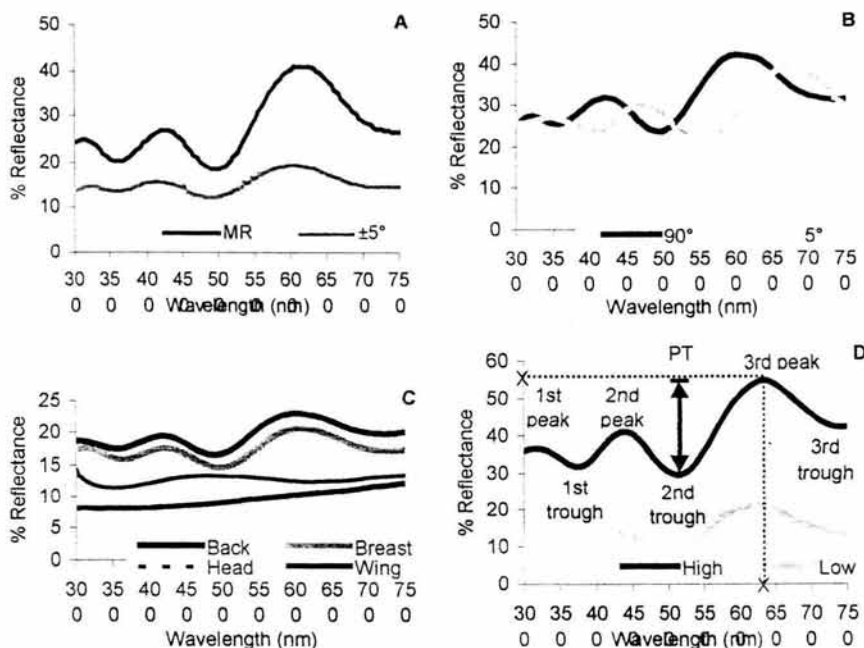 A
50
40
30
20
10
0
% Reflectance
MR
±5°
30 35 40 45 50 55 60 65 70 75
0 0 0 0 0 0 0 0 0 0
Wavelength (nm)
B
50
40
30
20
10
0
% Reflectance
90°
5°
30 35 40 45 50 55 60 65 70 75
0 0 0 0 0 0 0 0 0 0
Wavelength (nm)
C
25
20
15
10
5
0
% Reflectance
Back
Breast
Head
Wing
30 35 40 45 50 55 60 65 70 75
0 0 0 0 0 0 0 0 0 0
Wavelength (nm)
D
60
50
40
30
20
10
0
% Reflectance
PT
3rd peak
1st
peak
2nd
peak
1st
trough
2nd
trough
3rd
trough
High
Low
30 35 40 45 50 55 60 65 70 75
0 0 0 0 0 0 0 0 0 0
Wavelength (nm)